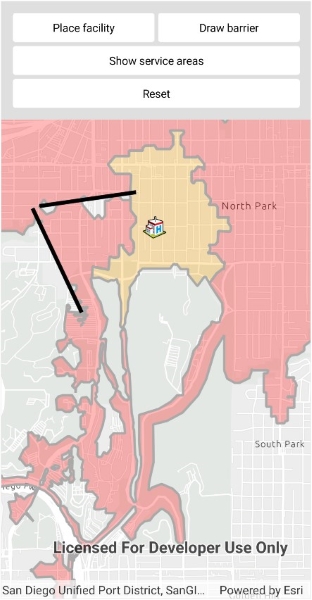 Place facility
Draw barrier
Show service areas
Reset
North Park
South Park
Licensed For Developer Use Only
San Diego Unified Port District, SanGI...
Powered by Esri